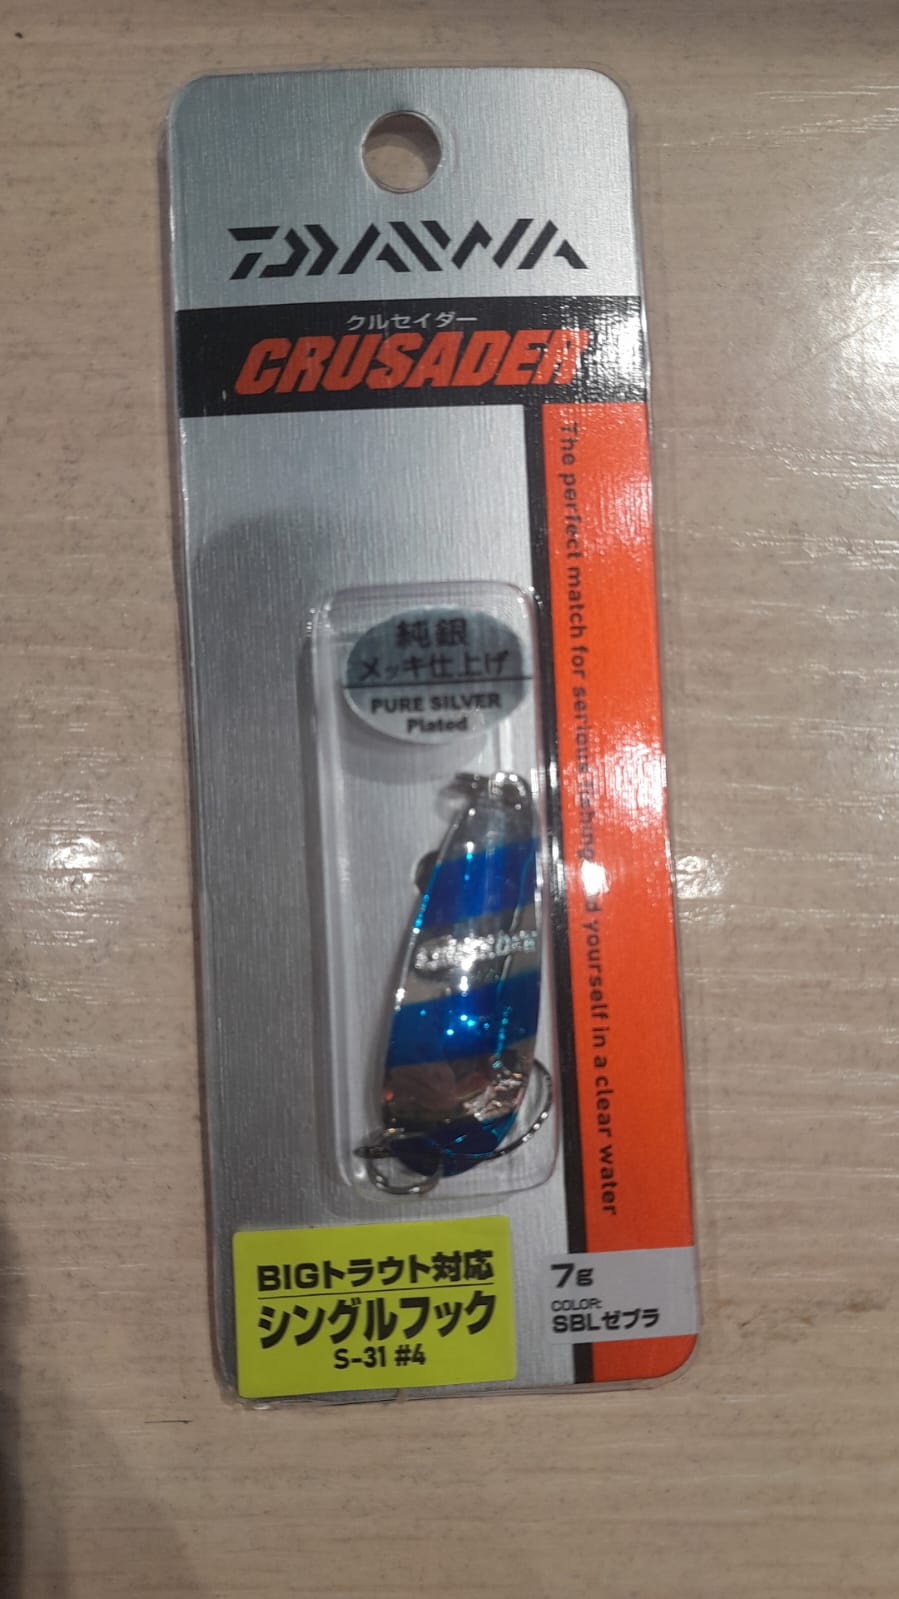 DAIWA
クルセイダー
CRUSADER
The perfect match for serious fishing yourself in a clear water
純銀
メッキ仕上げ
PURE SILVER
Plated
BIGトラウト対応
シングルフック
S-31 #4
7g
COLOR:
SBLゼブラ